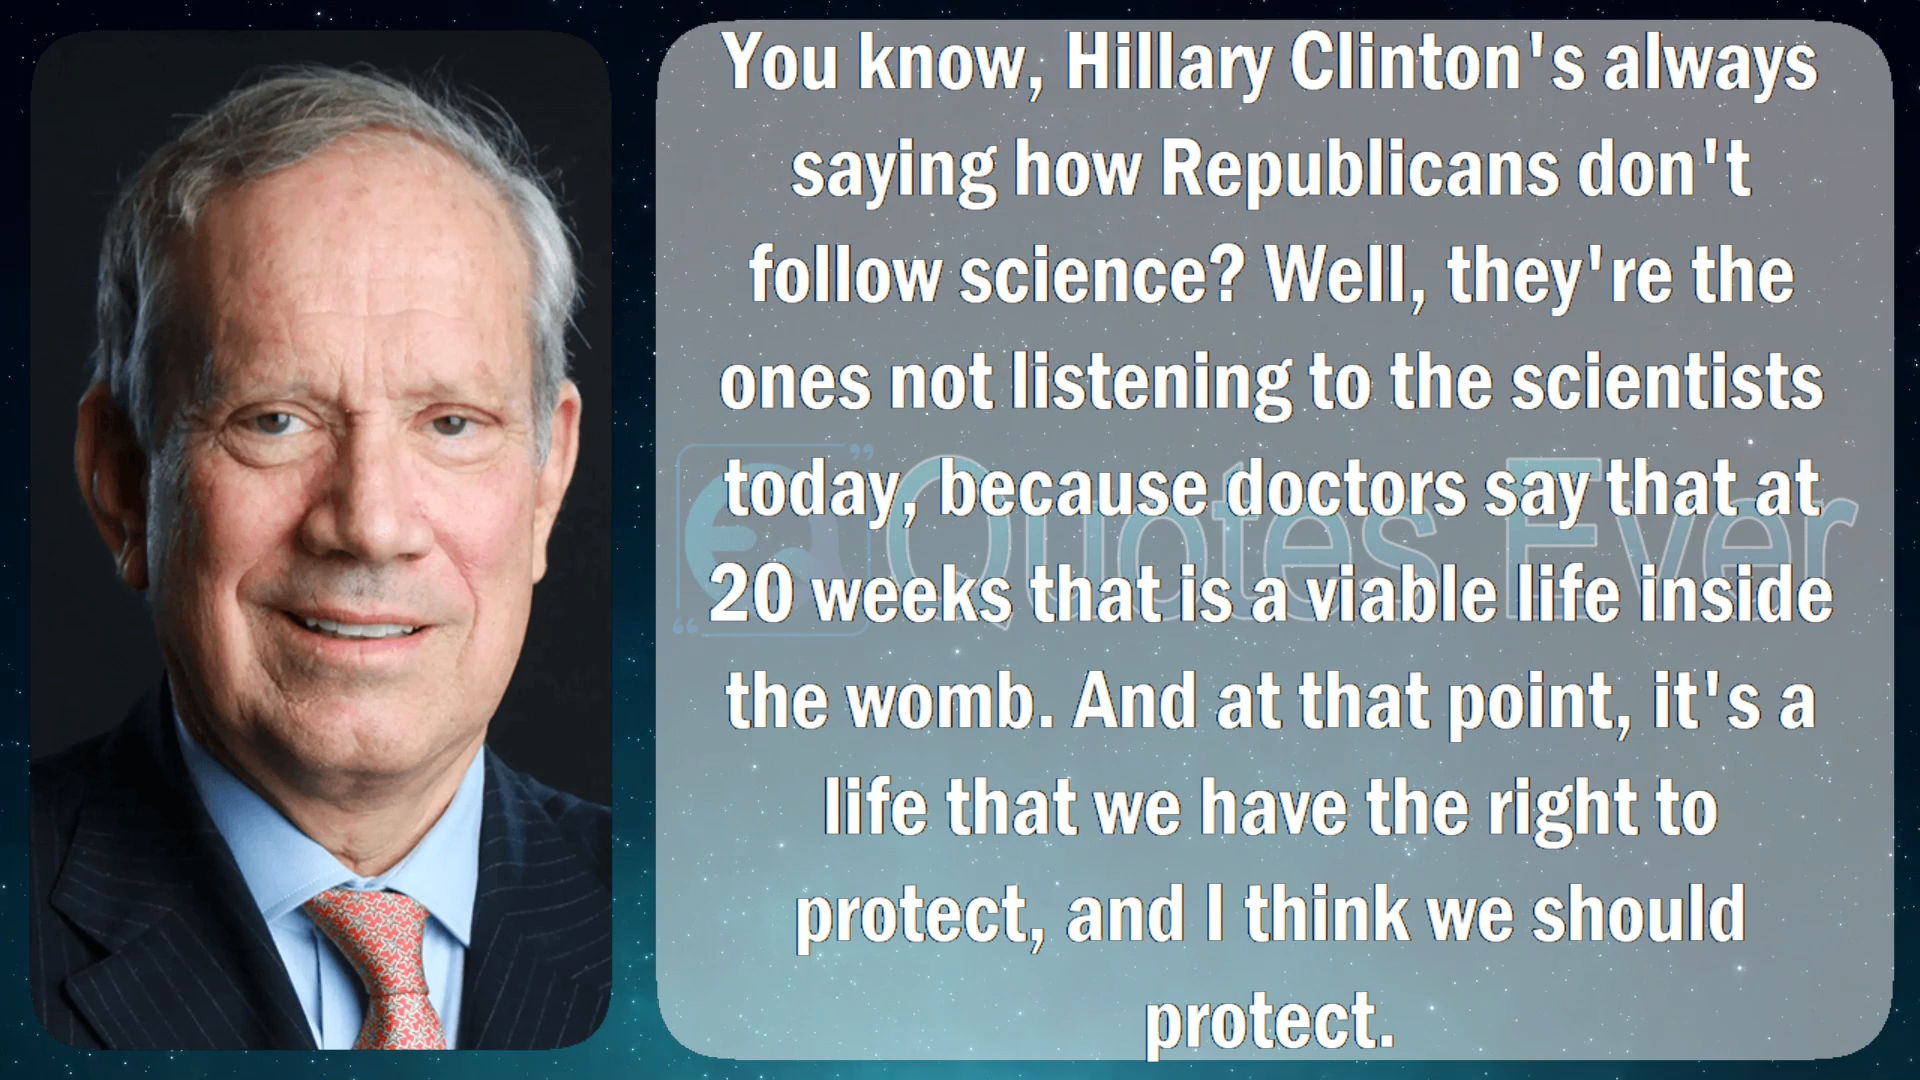 You know, Hillary Clinton's always
saying how Republicans don't
follow science? Well, they're the
ones not listening to the scientists
today, because doctors say that at
20 weeks that is a viable life inside
the womb. And at that point, it's a
life that we have the right to
protect, and I think we should
protect.
Quotes Ever